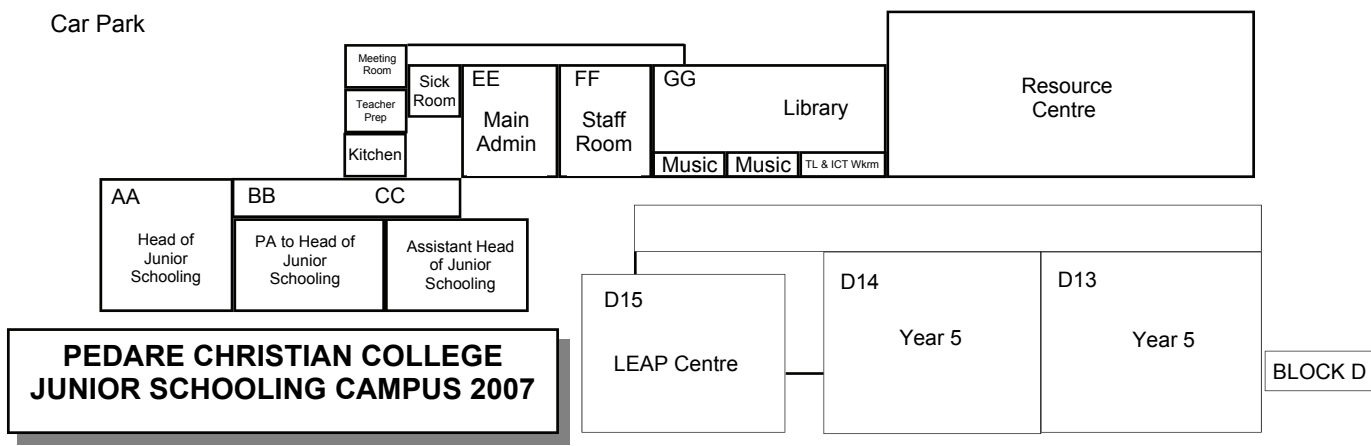 Car Park
Meeting
Room
Teacher
Prep
Kitchen
Sick
Room
EE
Main
Admin
FF
Staff
Room
GG
Library
Music
Music
TL & ICT Wkrm
Resource
Centre
AA
Head of
Junior
Schooling
BB
CC
PA to Head of
Junior
Schooling
Assistant Head
of Junior
Schooling
D15
LEAP Centre
D14
Year 5
D13
Year 5
BLOCK D
PEDARE CHRISTIAN COLLEGE
JUNIOR SCHOOLING CAMPUS 2007